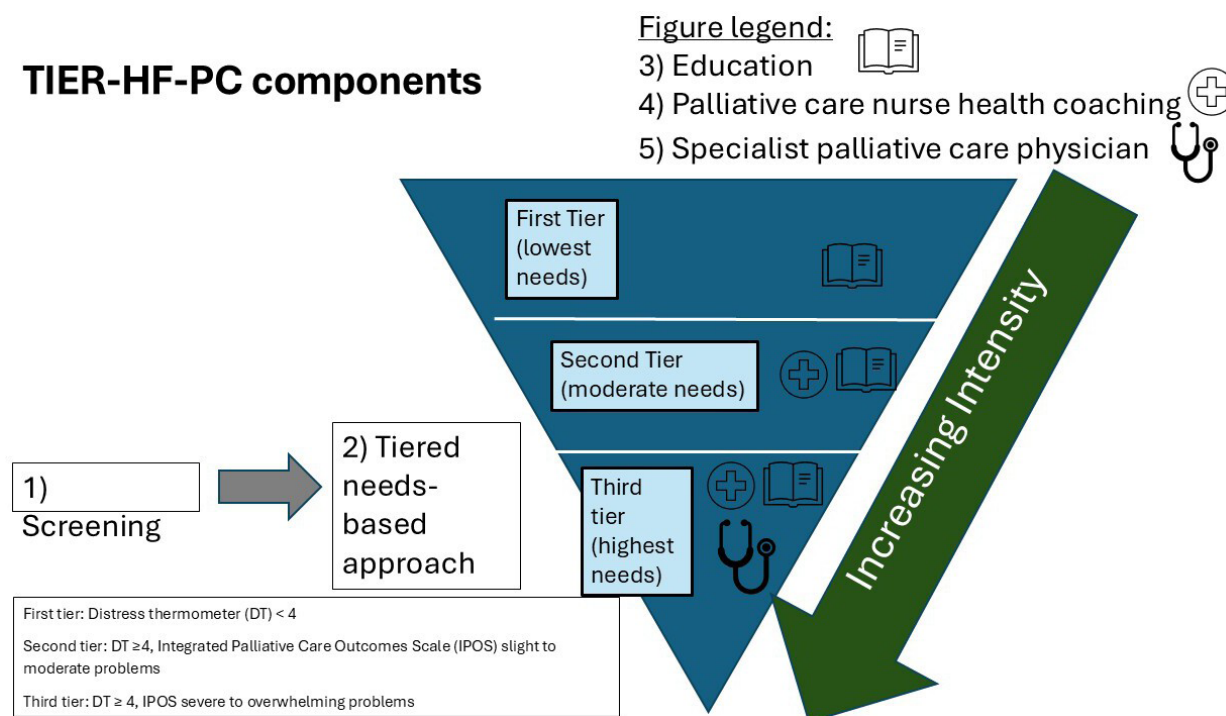 TIER-HF-PC components
Figure legend:
3) Education
4) Palliative care nurse health coaching
5) Specialist palliative care physician
First Tier
(lowest
needs)
Second Tier
(moderate needs)
Third
tier
(highest
needs)
Increasing Intensity
1)
Screening
2) Tiered
needs-
based
approach
First tier: Distress thermometer (DT) < 4
Second tier: DT ≥4, Integrated Palliative Care Outcomes Scale (IPOS) slight to
moderate problems
Third tier: DT ≥ 4, IPOS severe to overwhelming problems